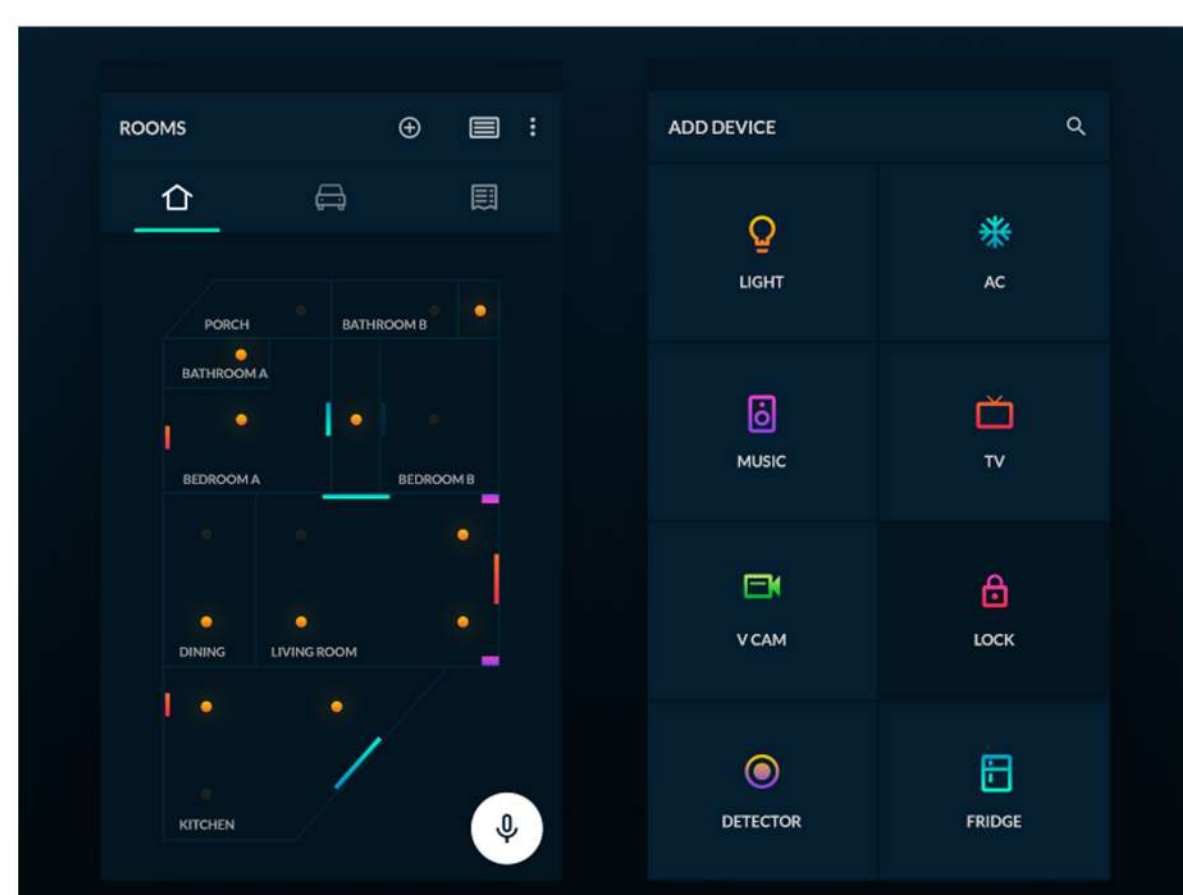 ROOMS
PORCH
BATHROOM B
BATHROOM A
BEDROOM A
BEDROOM B
DINING
LIVING ROOM
KITCHEN
ADD DEVICE
LIGHT
AC
MUSIC
TV
V CAM
LOCK
DETECTOR
FRIDGE